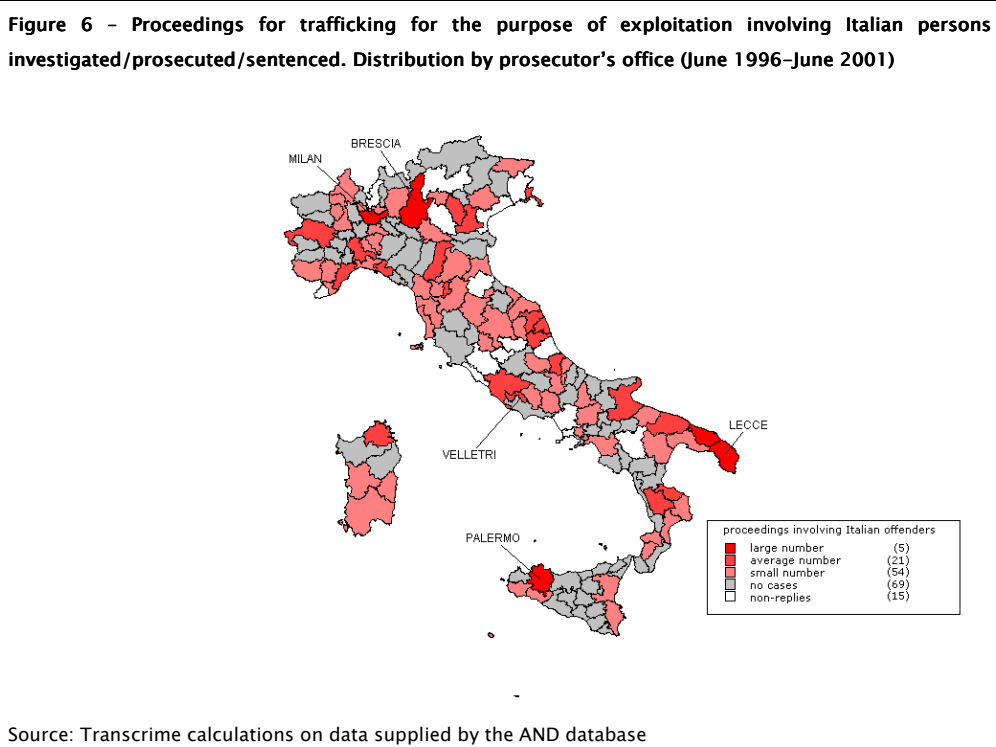 Figure 6 – Proceedings for trafficking for the purpose of exploitation involving Italian persons
investigated/prosecuted/sentenced. Distribution by prosecutor's office (June 1996–June 2001)
BRESCIA
MILAN
LECCE
VELLETRI
PALERMO
proceedings involving Italian offenders
large number (5)
average number (21)
small number (54)
no cases (69)
non-replies (15)
Source: Transcrime calculations on data supplied by the AND database